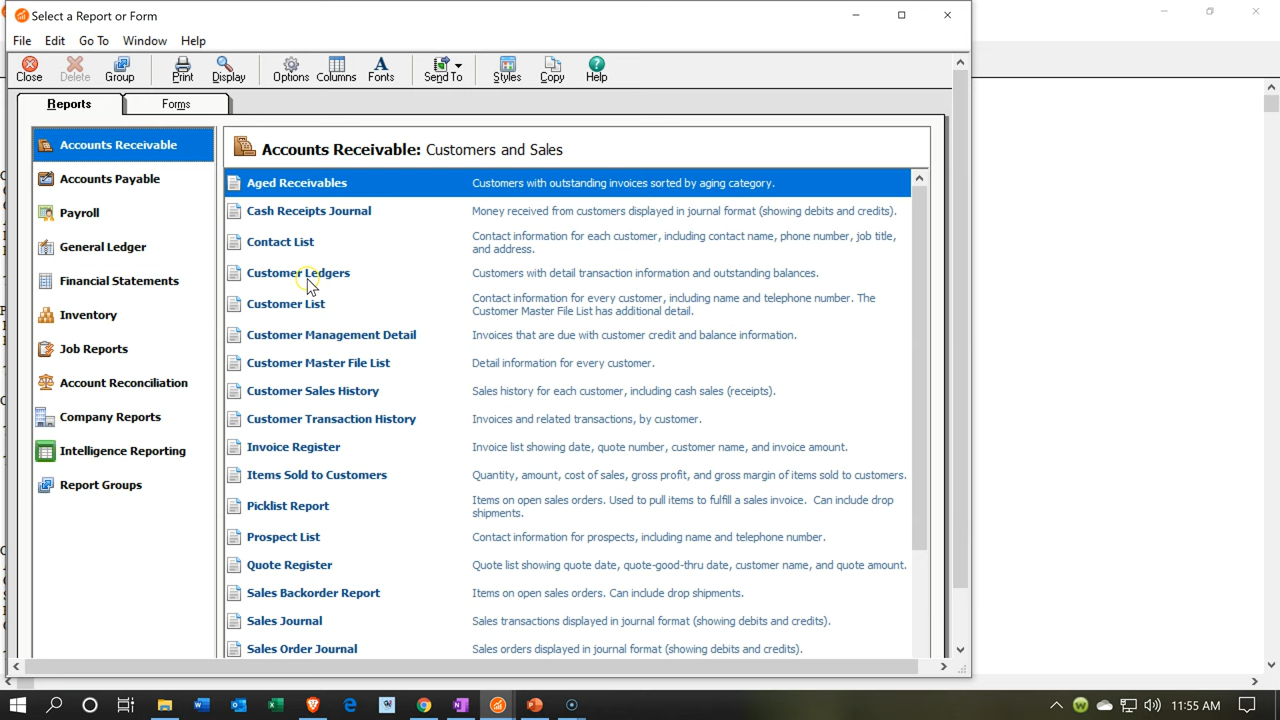 Select a Report or Form
File Edit Go To Window Help
Close Delete Group Print Display Options Columns Fonts Send To Styles Copy Help
Reports Forms
Accounts Receivable
Accounts Payable
Payroll
General Ledger
Financial Statements
Inventory
Job Reports
Account Reconciliation
Company Reports
Intelligence Reporting
Report Groups
Accounts Receivable: Customers and Sales
Aged Receivables Customers with outstanding invoices sorted by aging category.
Cash Receipts Journal Money received from customers displayed in journal format (showing debits and credits).
Contact List Contact information for each customer, including contact name, phone number, job title,
and address.
Customer Ledgers Customers with detail transaction information and outstanding balances.
Customer List Contact information for every customer, including name and telephone number. The
Customer Master File List has additional detail.
Customer Management Detail Invoices that are due with customer credit and balance information.
Customer Master File List Detail information for every customer.
Customer Sales History Sales history for each customer, including cash sales (receipts).
Customer Transaction History Invoices and related transactions, by customer.
Invoice Register Invoice list showing date, quote number, customer name, and invoice amount.
Items Sold to Customers Quantity, amount, cost of sales, gross profit, and gross margin of items sold to customers.
Picklist Report Items on open sales orders. Used to pull items to fulfill a sales invoice. Can include drop
shipments.
Prospect List Contact information for prospects, including name and telephone number.
Quote Register Quote list showing quote date, quote-good-thru date, customer name, and quote amount.
Sales Backorder Report Items on open sales orders. Can include drop shipments.
Sales Journal Sales transactions displayed in journal format (showing debits and credits).
Sales Order Journal Sales orders displayed in journal format (showing debits and credits).
11:55 AM